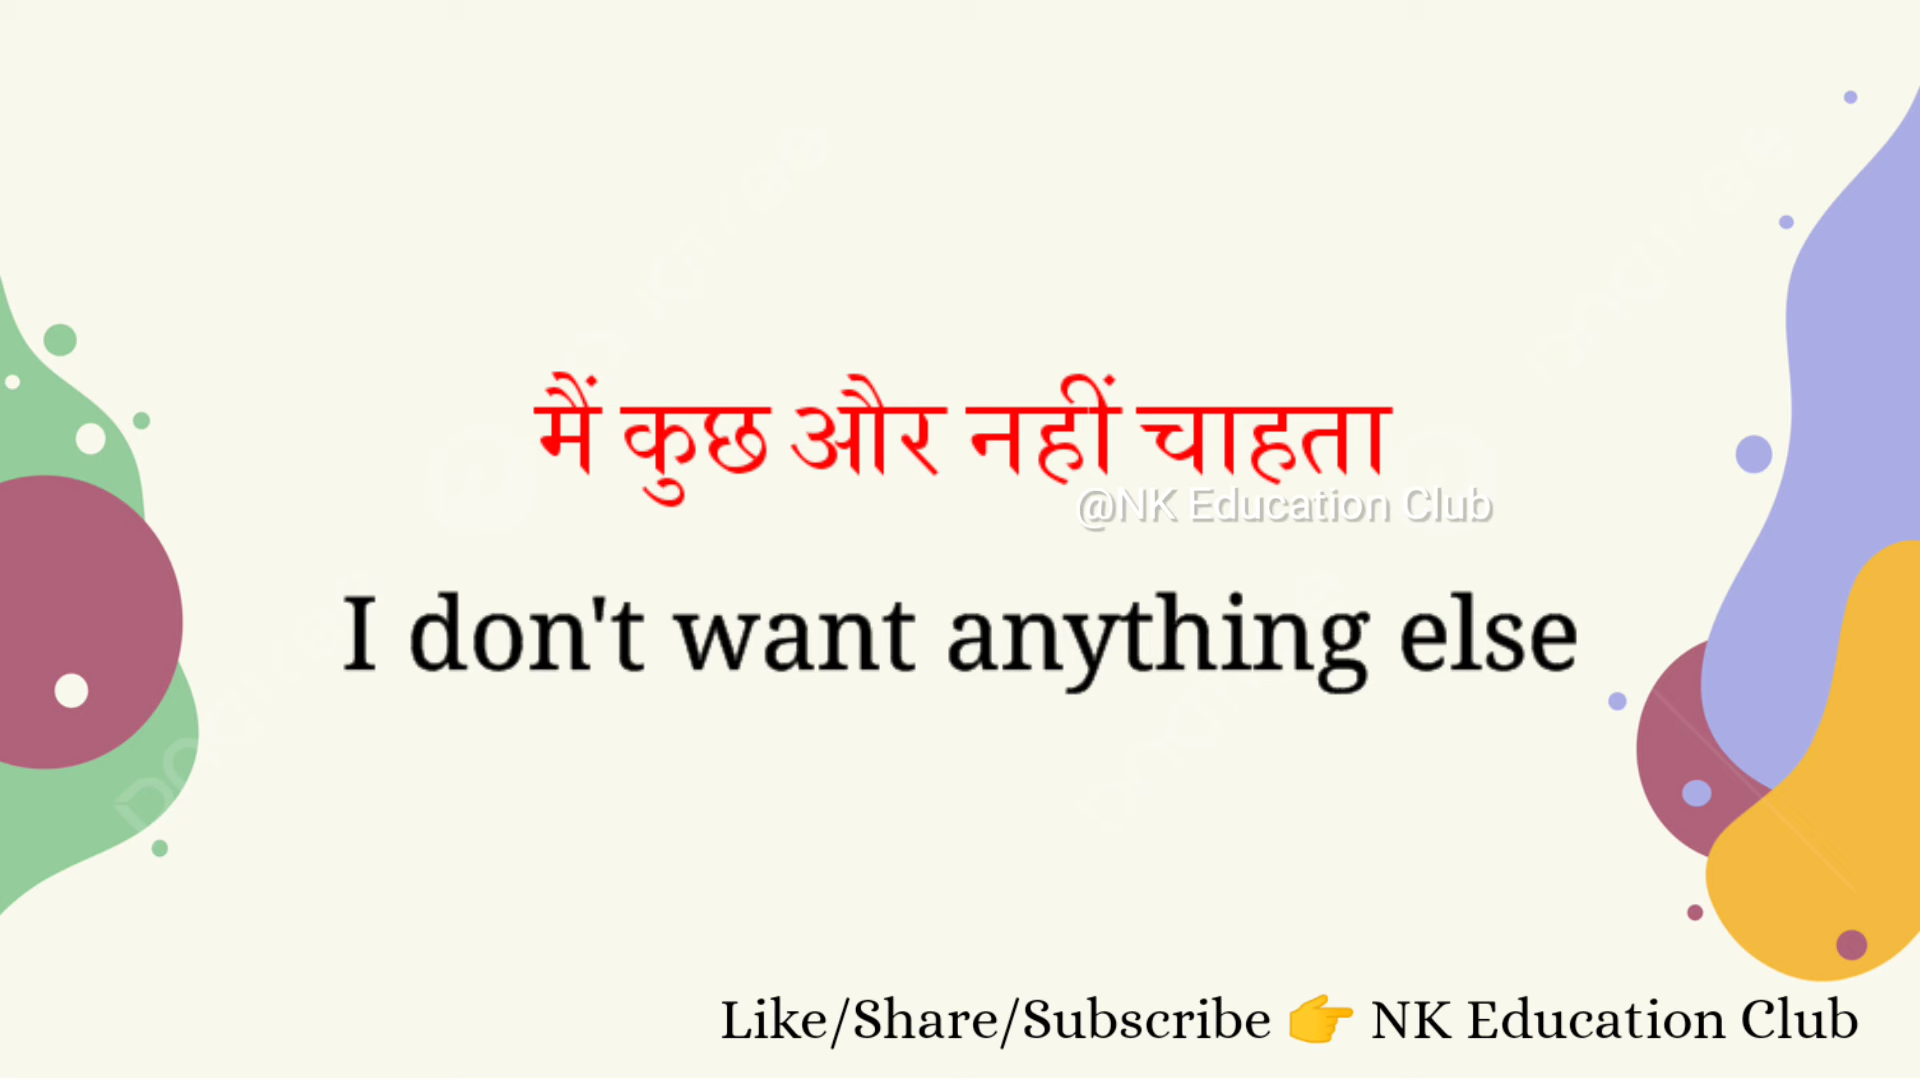 मैं कुछ और नहीं चाहता
@NK Education Club
I don't want anything else
Like/Share/Subscribe 👉 NK Education Club